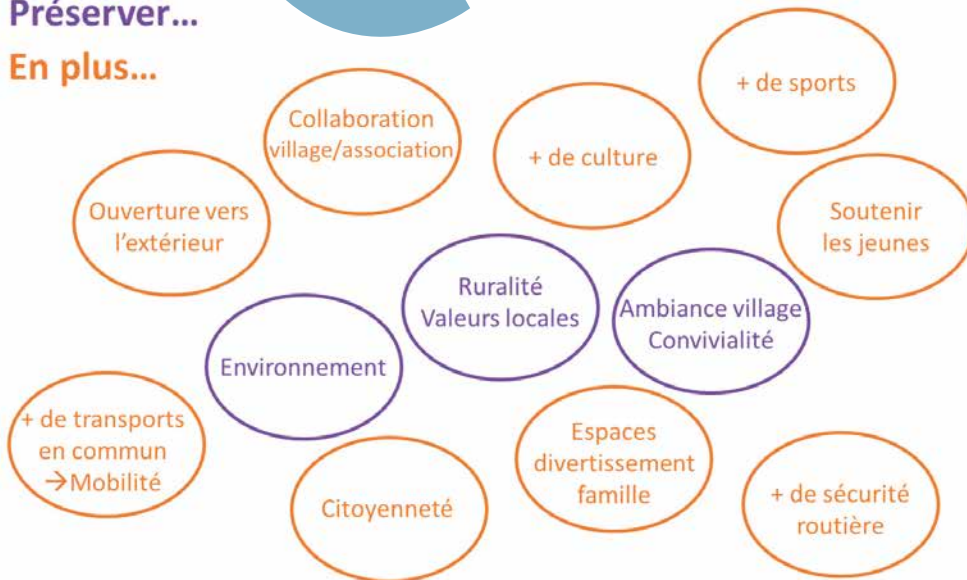 Préserver...
En plus...
+ de sports
Collaboration
village/association
+ de culture
Ouverture vers
l'extérieur
Soutenir
les jeunes
Ruralité
Valeurs locales
Ambiance village
Convivialité
Environnement
+ de transports
en commun
→Mobilité
Espaces
divertissement
famille
Citoyenneté
+ de sécurité
routière